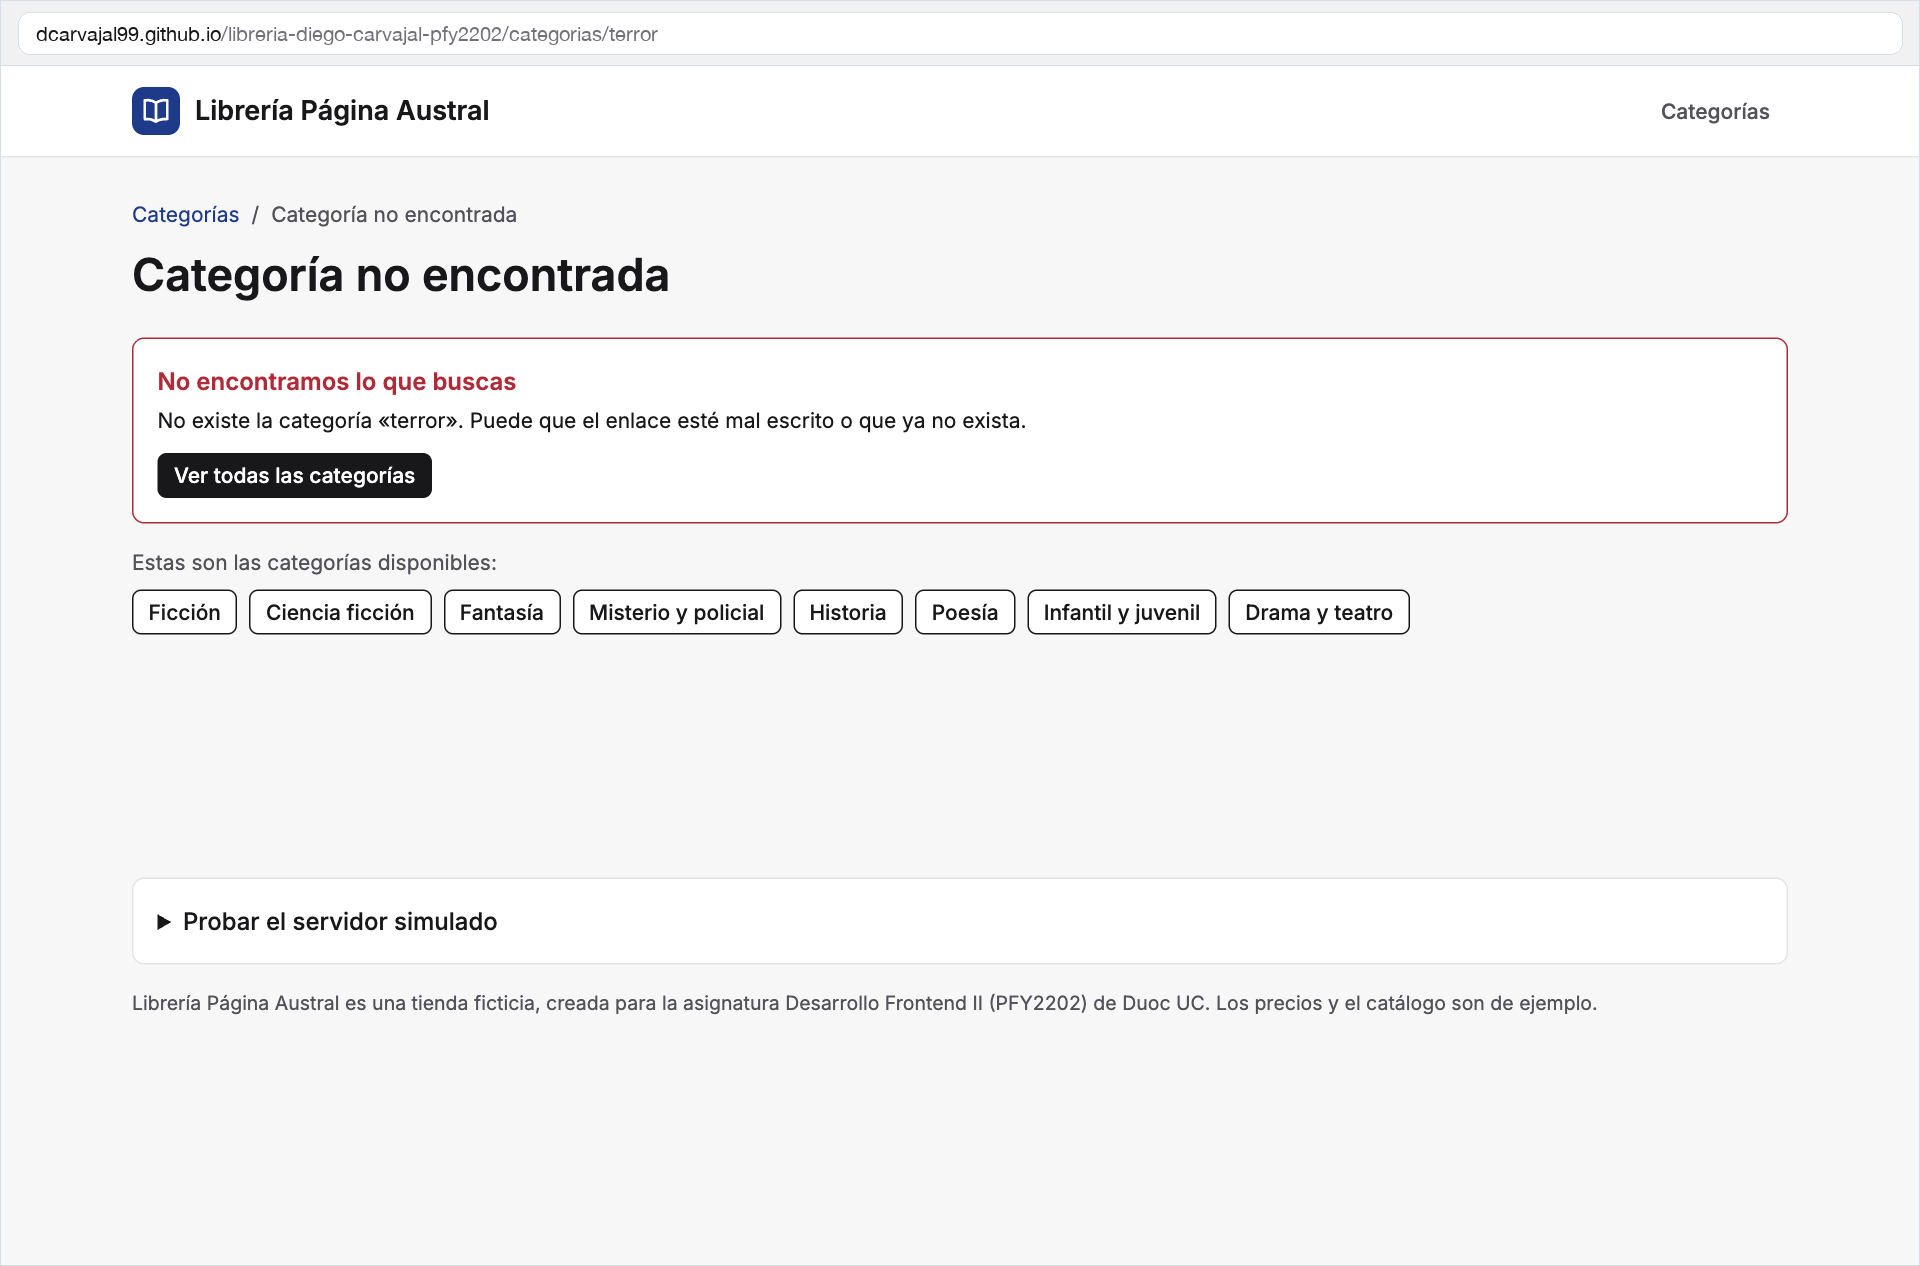 dcarvajal99.github.io/libreria-diego-carvajal-pfy2202/categorias/terror
Librería Página Austral
Categorías
Categorías / Categoría no encontrada
Categoría no encontrada
No encontramos lo que buscas
No existe la categoría «terror». Puede que el enlace esté mal escrito o que ya no exista.
Ver todas las categorías
Estas son las categorías disponibles:
Ficción
Ciencia ficción
Fantasía
Misterio y policial
Historia
Poesía
Infantil y juvenil
Drama y teatro
Probar el servidor simulado
Librería Página Austral es una tienda ficticia, creada para la asignatura Desarrollo Frontend II (PFY2202) de Duoc UC. Los precios y el catálogo son de ejemplo.